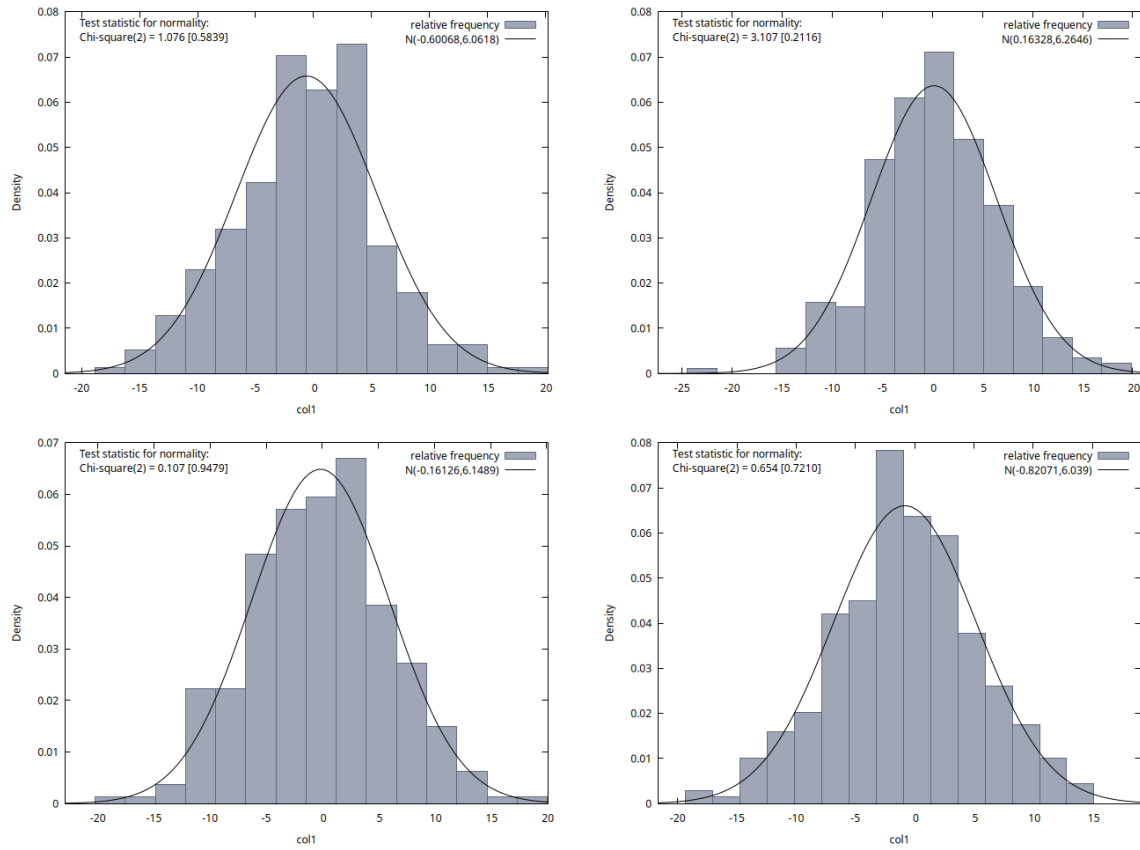 Test statistic for normality:
Chi-square(2) = 1.076 [0.5839]
relative frequency
N(-0.60068,6.0618)
0.08
0.07
0.06
0.05
0.04
0.03
0.02
0.01
0
Density
-20 -15 -10 -5 0 5 10 15 20
col1
Test statistic for normality:
Chi-square(2) = 3.107 [0.2116]
relative frequency
N(0.16328,6.2646)
0.08
0.07
0.06
0.05
0.04
0.03
0.02
0.01
0
Density
-25 -20 -15 -10 -5 0 5 10 15 20
col1
Test statistic for normality:
Chi-square(2) = 0.107 [0.9479]
relative frequency
N(-0.16126,6.1489)
0.07
0.06
0.05
0.04
0.03
0.02
0.01
0
Density
-20 -15 -10 -5 0 5 10 15 20
col1
Test statistic for normality:
Chi-square(2) = 0.654 [0.7210]
relative frequency
N(-0.82071,6.039)
0.08
0.07
0.06
0.05
0.04
0.03
0.02
0.01
0
Density
-20 -15 -10 -5 0 5 10 15
col1